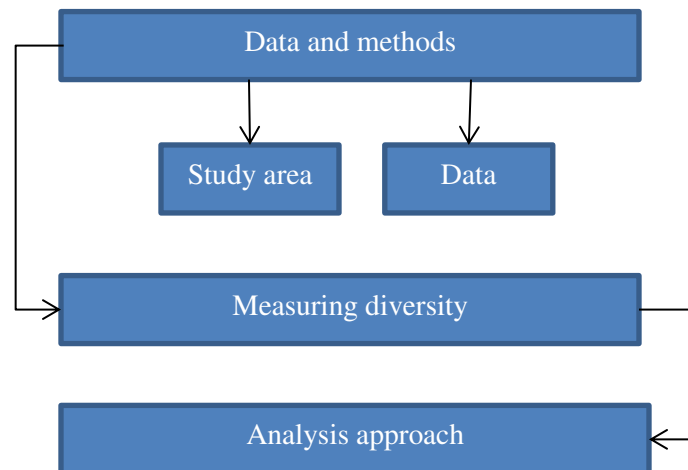 Data and methods
Study area
Data
Measuring diversity
Analysis approach